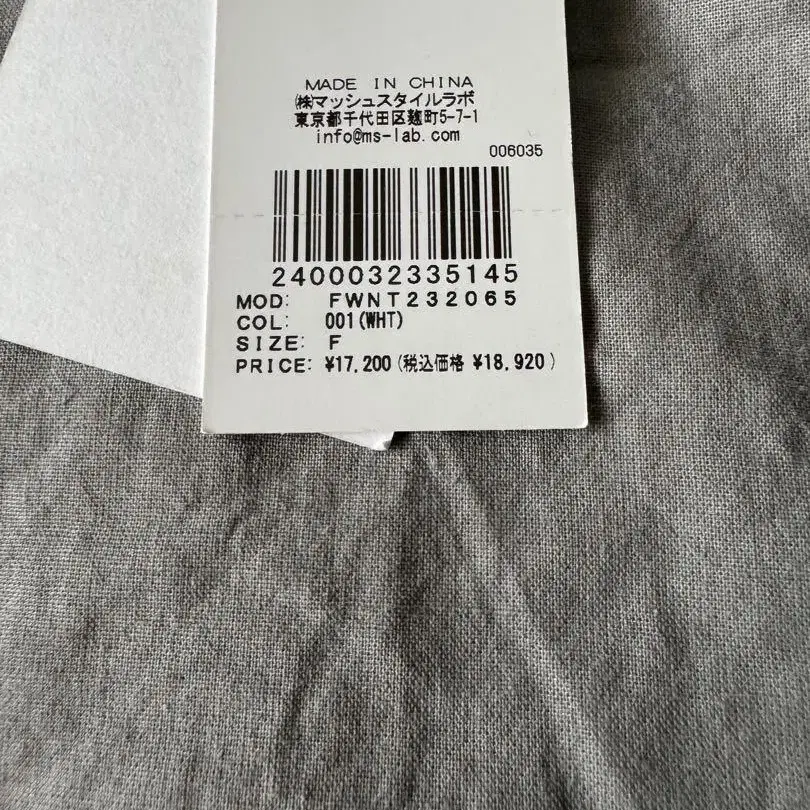 MADE IN CHINA
㈱マッシュスタイルラボ
東京都千代田区麹町5-7-1
info@ms-lab.com
006035
2400032335145
MOD: FWNT232065
COL: 001(WHT)
SIZE: F
PRICE: ¥17,200(税込価格 ¥18,920)